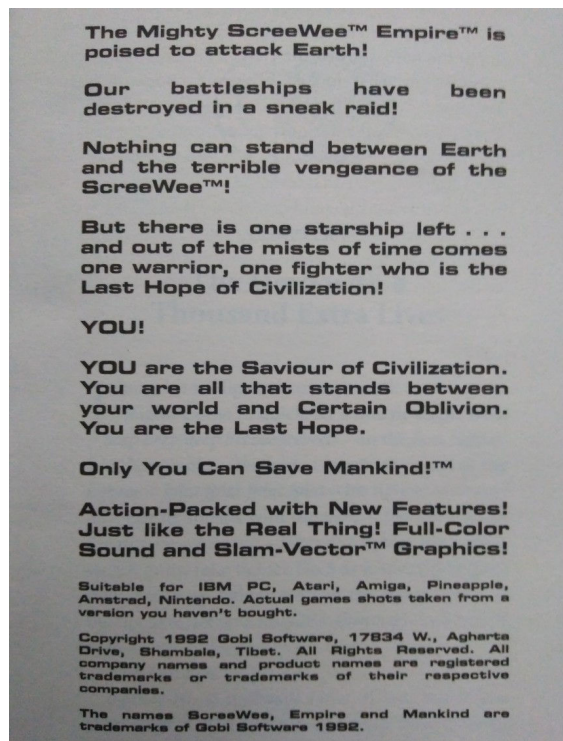 The Mighty ScreeWee™ Empire™ is
poised to attack Earth!
Our battleships have been
destroyed in a sneak raid!
Nothing can stand between Earth
and the terrible vengeance of the
ScreeWee™!
But there is one starship left . . .
and out of the mists of time comes
one warrior, one fighter who is the
Last Hope of Civilization!
YOU!
YOU are the Saviour of Civilization.
You are all that stands between
your world and Certain Oblivion.
You are the Last Hope.
Only You Can Save Mankind!™
Action-Packed with New Features!
Just like the Real Thing! Full-Color
Sound and Slam-Vector™ Graphics!
Suitable for IBM PC, Atari, Amiga, Pineapple,
Amstrad, Nintendo. Actual games shots taken from a
version you haven't bought.
Copyright 1992 Gobi Software, 17834 W., Agharta
Drive, Shambala, Tibet. All Rights Reserved. All
company names and product names are registered
trademarks or trademarks of their respective
companies.
The names ScreeWee, Empire and Mankind are
trademarks of Gobi Software 1992.